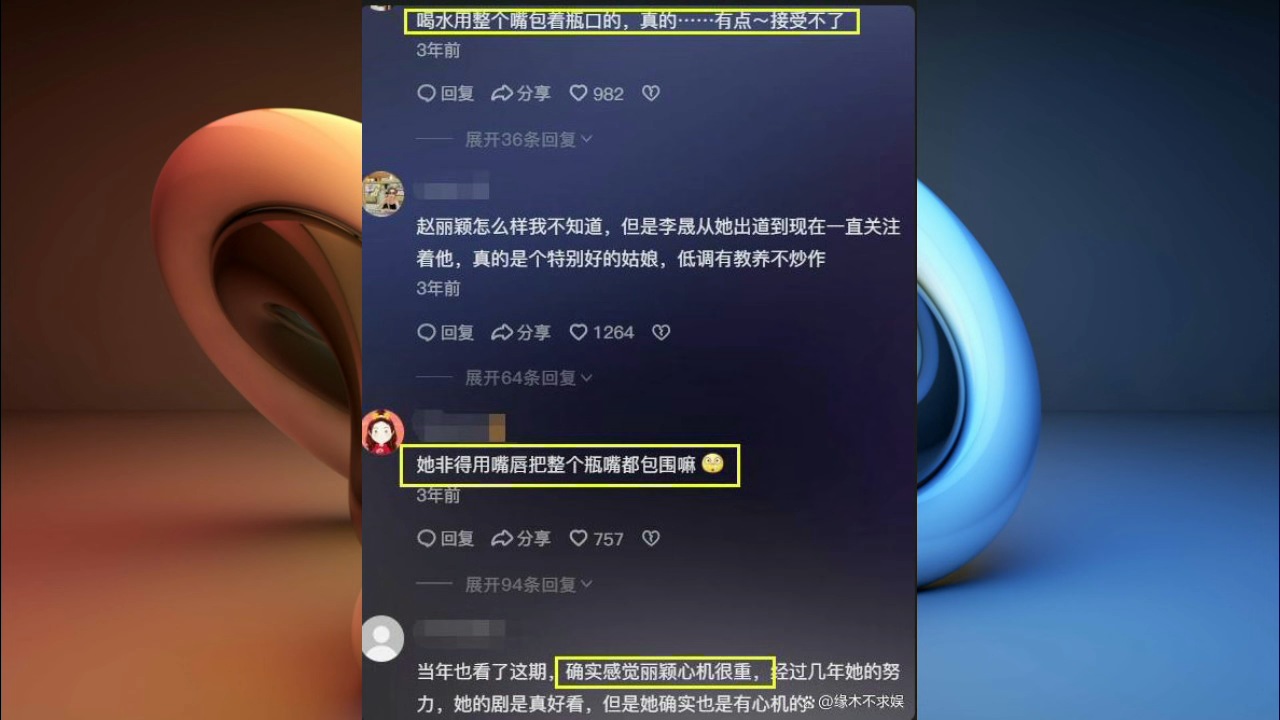 喝水用整个嘴包着瓶口的，真的……有点～接受不了
3年前
回复 分享 982
展开36条回复
赵丽颖怎么样我不知道，但是李晟从她出道到现在一直关注
着他，真的是个特别好的姑娘，低调有教养不炒作
3年前
回复 分享 1264
展开64条回复
她非得用嘴唇把整个瓶嘴都包围嘛
3年前
回复 分享 757
展开94条回复
当年也看了这期，确实感觉丽颖心机很重，经过几年她的努
力，她的剧是真好看，但是她确实也是有心机的
@缘木不求娱